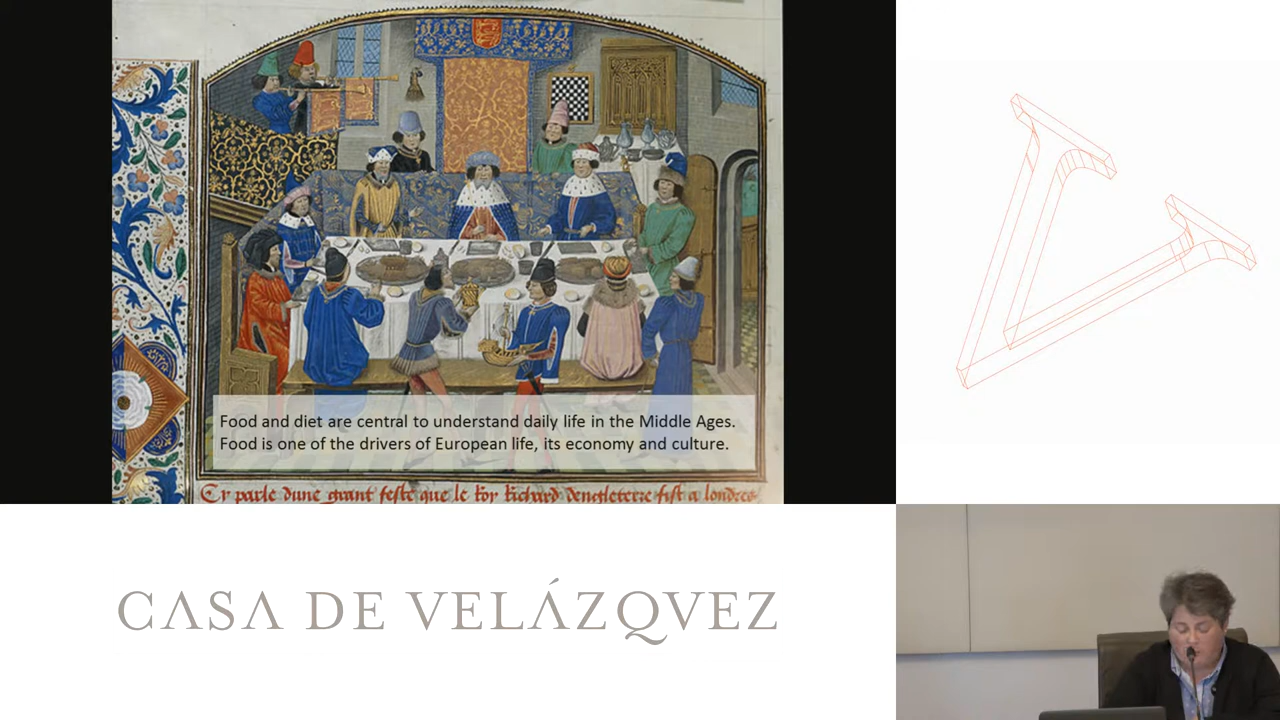 Food and diet are central to understand daily life in the Middle Ages.
Food is one of the drivers of European life, its economy and culture.
Cy parle dune grant feste que le Roy Richard dengleterre fist a londres
CASA DE VELÁZQVEZ